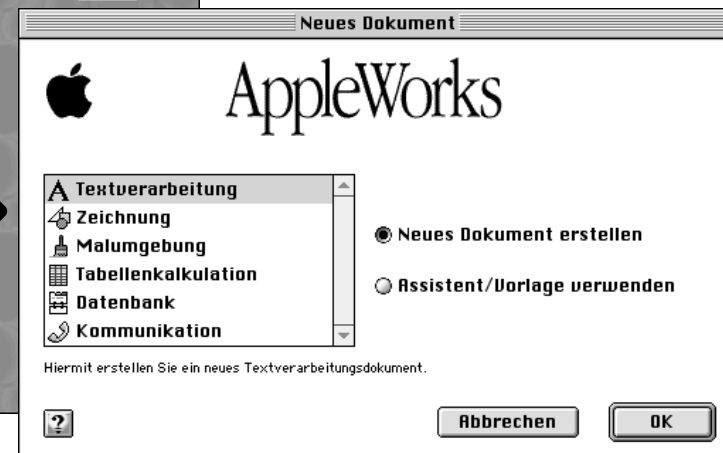 Neues Dokument
AppleWorks
Textverarbeitung
Zeichnung
Malumgebung
Tabellenkalkulation
Datenbank
Kommunikation
Neues Dokument erstellen
Assistent/Vorlage verwenden
Hiermit erstellen Sie ein neues Textverarbeitungsdokument.
?
Abbrechen
OK